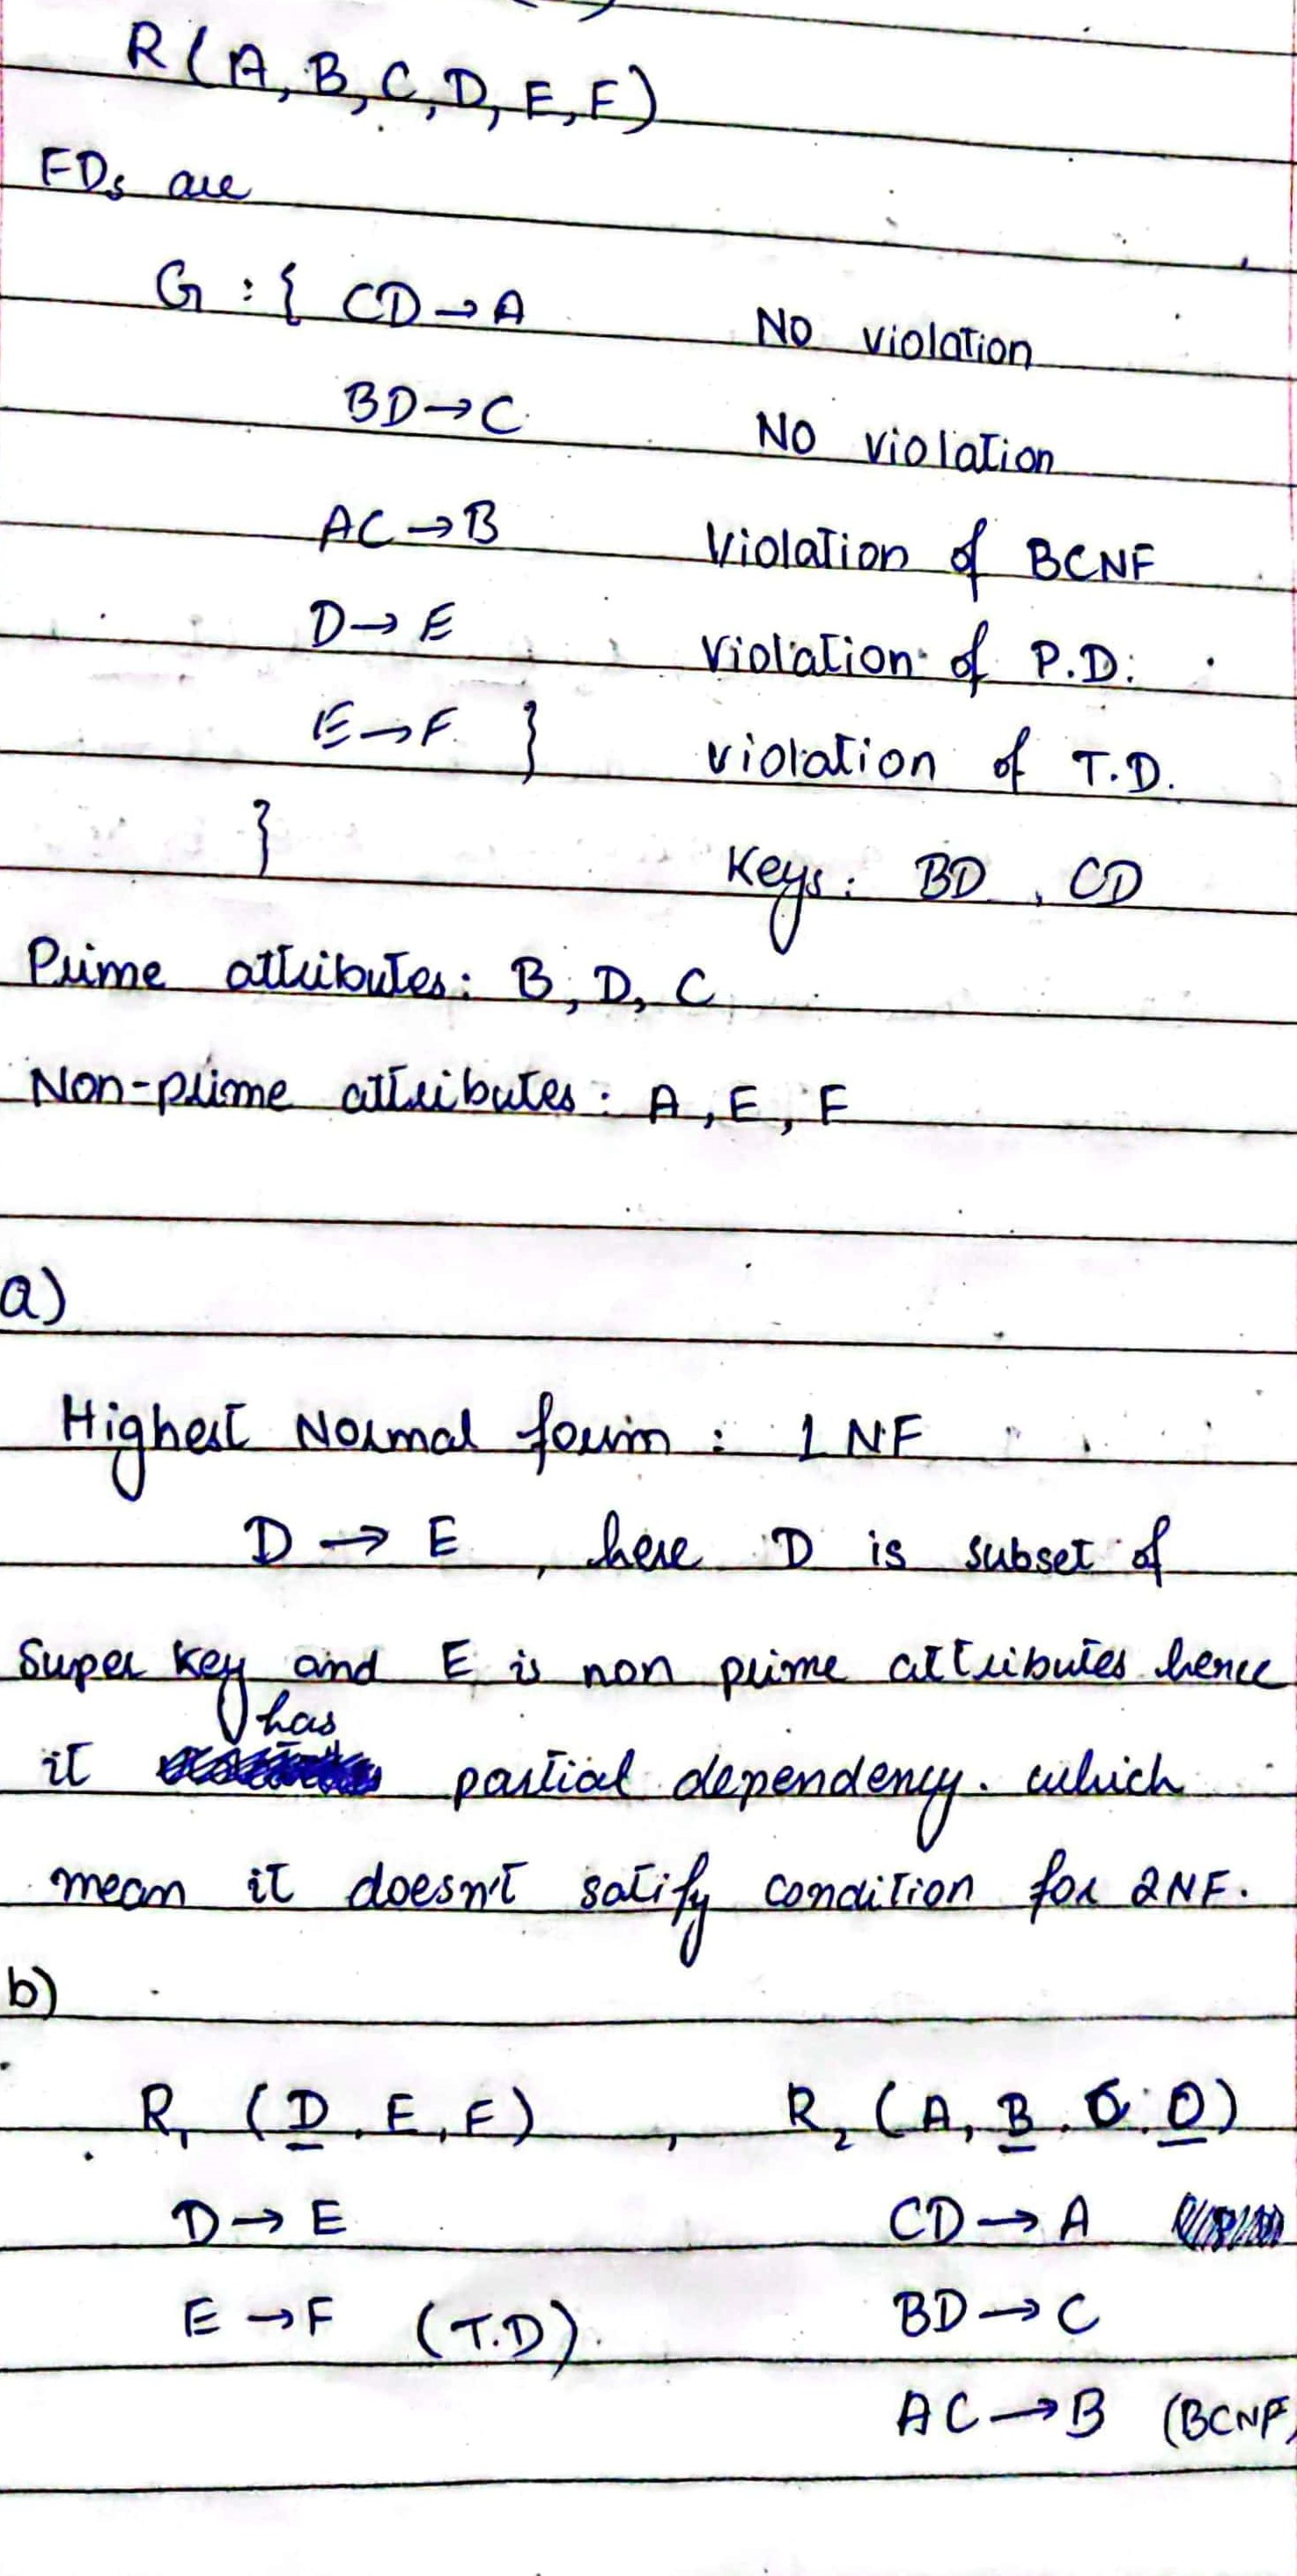 R(A, B, C, D, E, F)
FDs are
G : { CD → A No violation
BD → C No violation
AC → B Violation of BCNF
D → E Violation of P.D.
E → F } violation of T.D.
} Keys: BD , CD
Prime attributes: B, D, C
Non-prime attributes: A, E, F
a)
Highest Normal form : 1NF
D → E , here D is subset of
Super key and E is non prime attributes hence
has
it partial dependency. which
mean it doesn't satify condition for 2NF.
b)
R₁ (D, E, F) , R₂ (A, B, C, D)
D → E CD → A
E → F (T.D) BD → C
AC → B (BCNF)